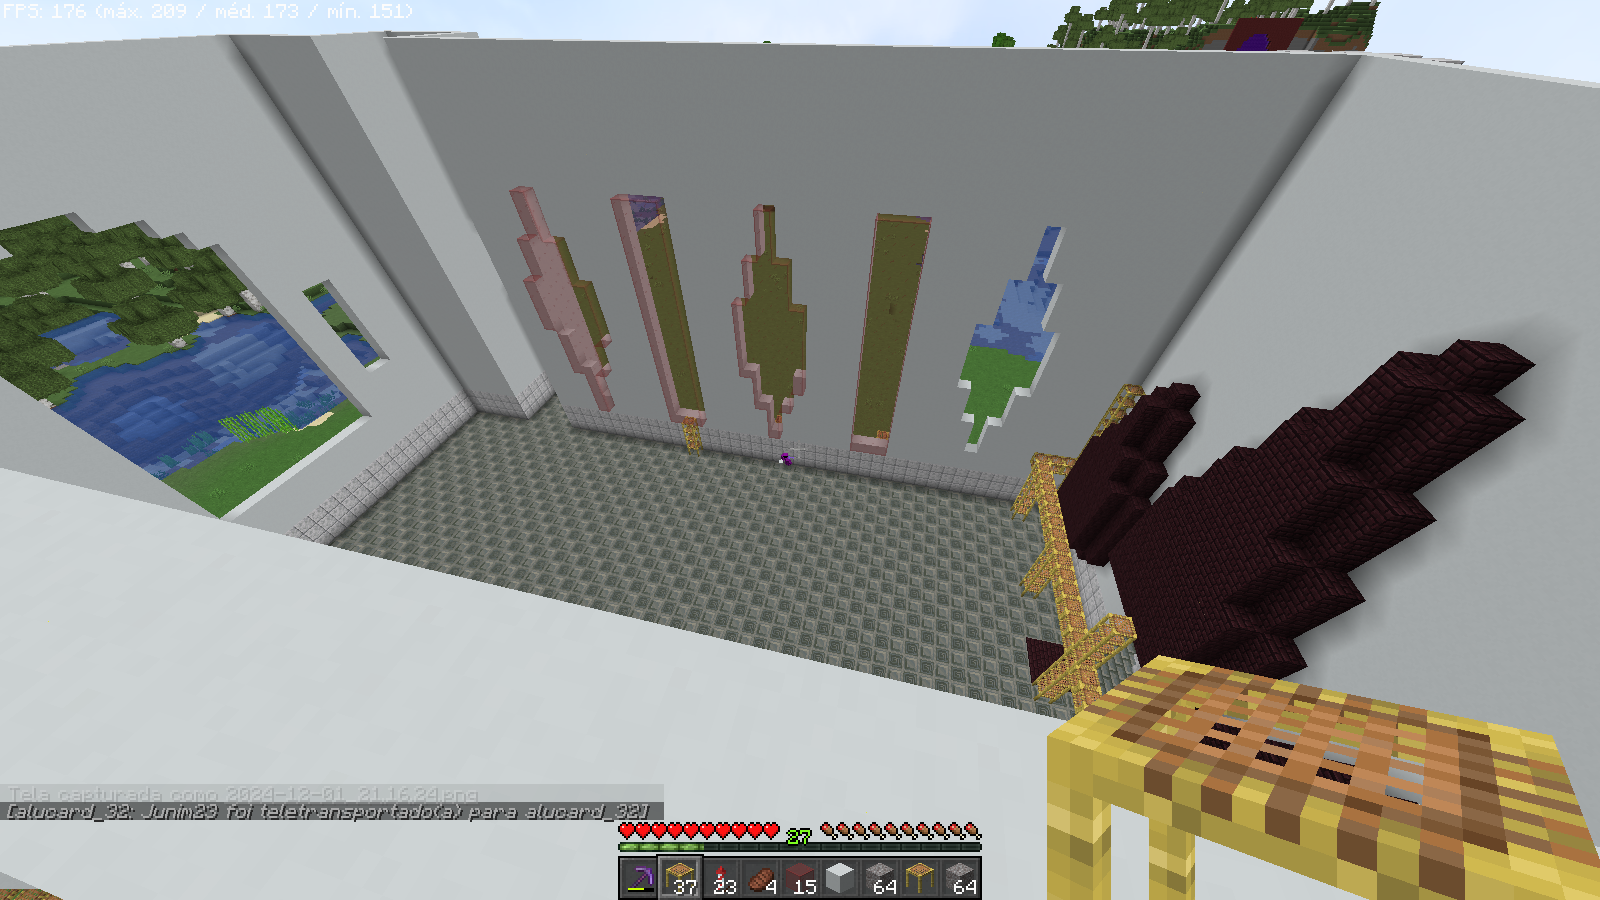 FPS: 176 (máx. 209 / méd. 173 / mín. 151)
Tela capturada como 2024-12-01_21.16.24.png
[alucard_32: Junim23 foi teletransportado(a) para alucard_32]
27
37
23
4
15
64
64